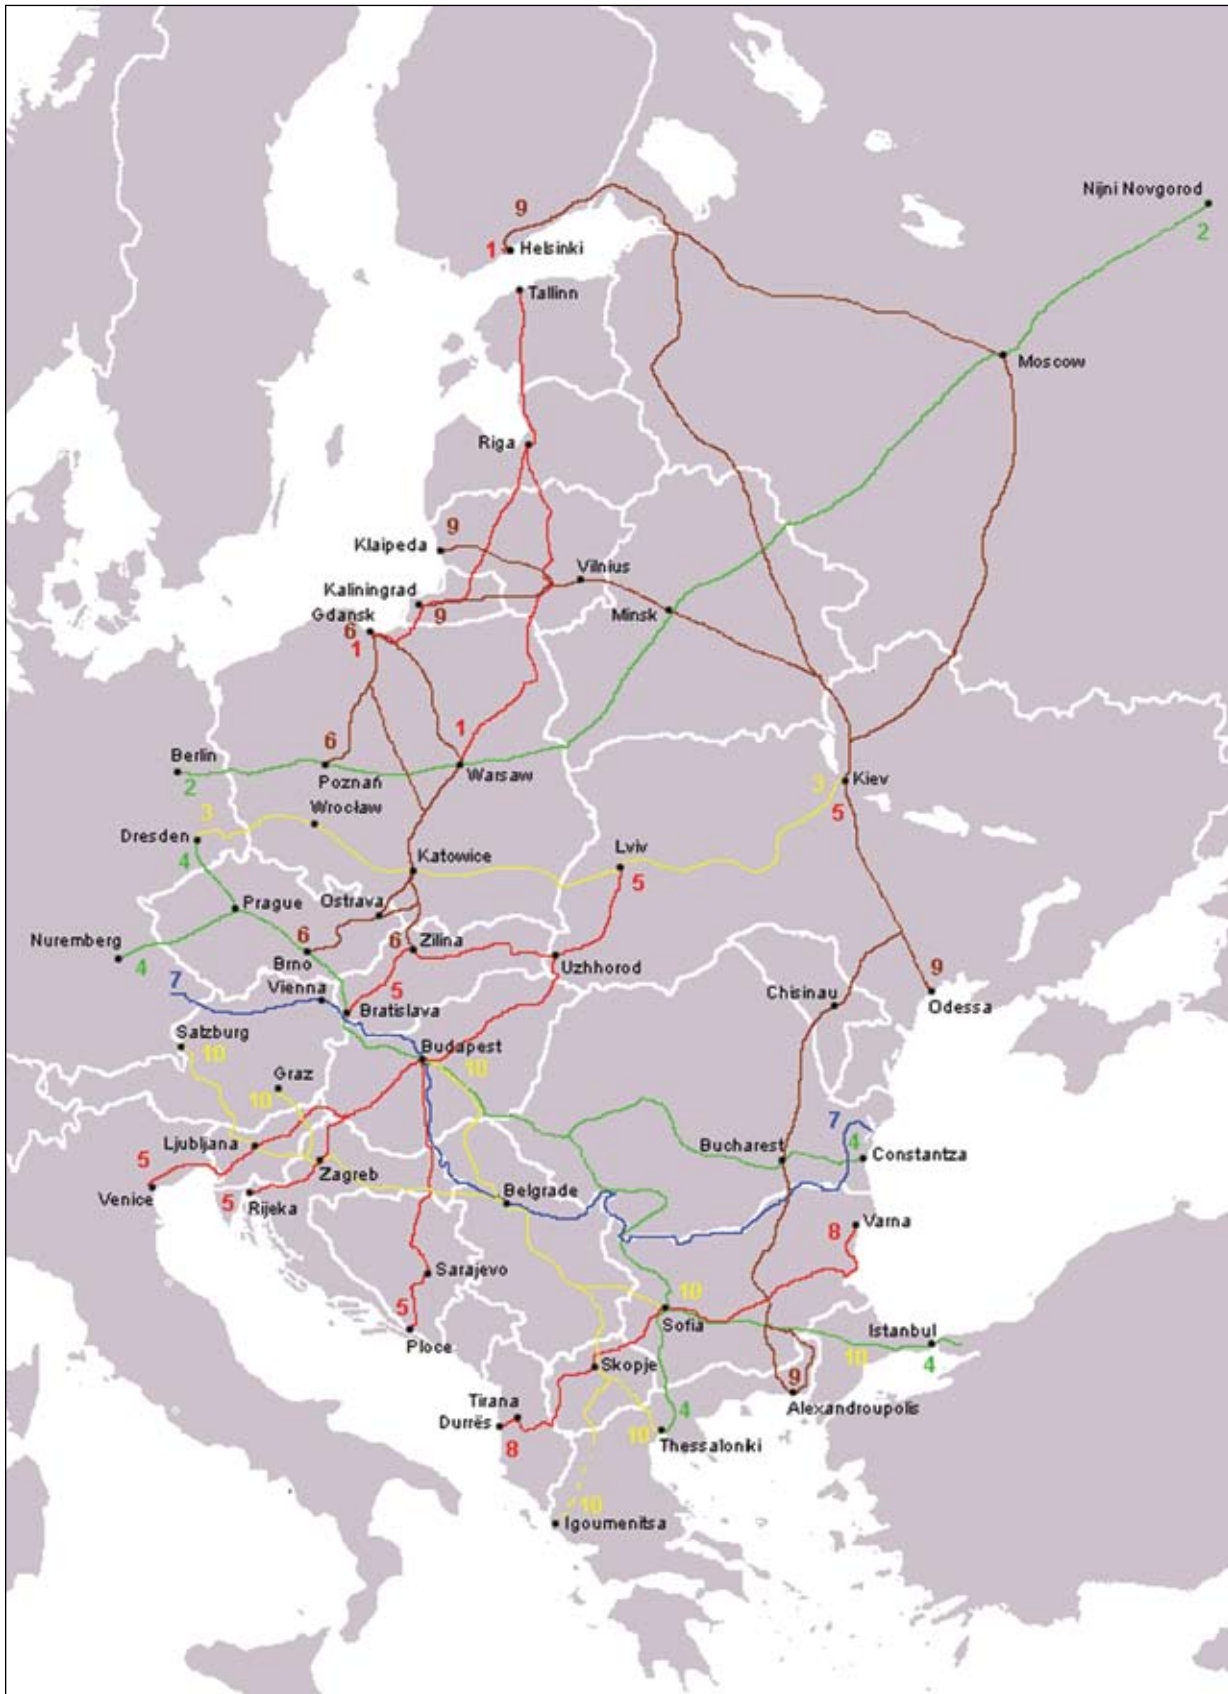 Nijni Novgorod
2
9
1
Helsinki
Tallinn
Moscow
Riga
9
Klaipeda
Vilnius
Kaliningrad
Gdansk
9
Minsk
6
1
1
6
Berlin
2
Poznań
Warsaw
3
Kiev
5
3
Wrocław
Dresden
4
Katowice
Lviv
5
Prague
Ostrava
Nuremberg
4
6
Brno
6
Zilina
Uzhhorod
9
Odessa
Chisinau
7
Vienna
5
Bratislava
Salzburg
10
Budapest
10
Graz
10
Ljubljana
7
4
Bucharest
Constantza
5
Venice
Zagreb
5
Rijeka
Belgrade
8
Varna
Sarajevo
5
Ploce
10
Sofia
Istanbul
10
4
Skopje
9
Alexandroupolis
Tirana
Durrës
8
4
10
Thessaloniki
10
Igoumenitsa